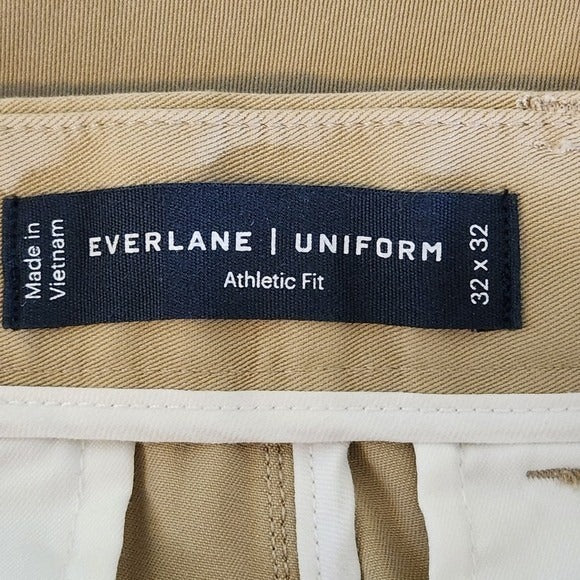 Made in
Vietnam
EVERLANE | UNIFORM
Athletic Fit
32 x 32